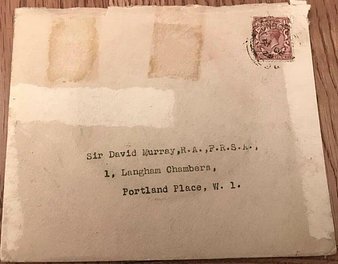 Sir David Murray,R.A.,F.R.S.A.,
1, Langham Chambers,
Portland Place, W. 1.